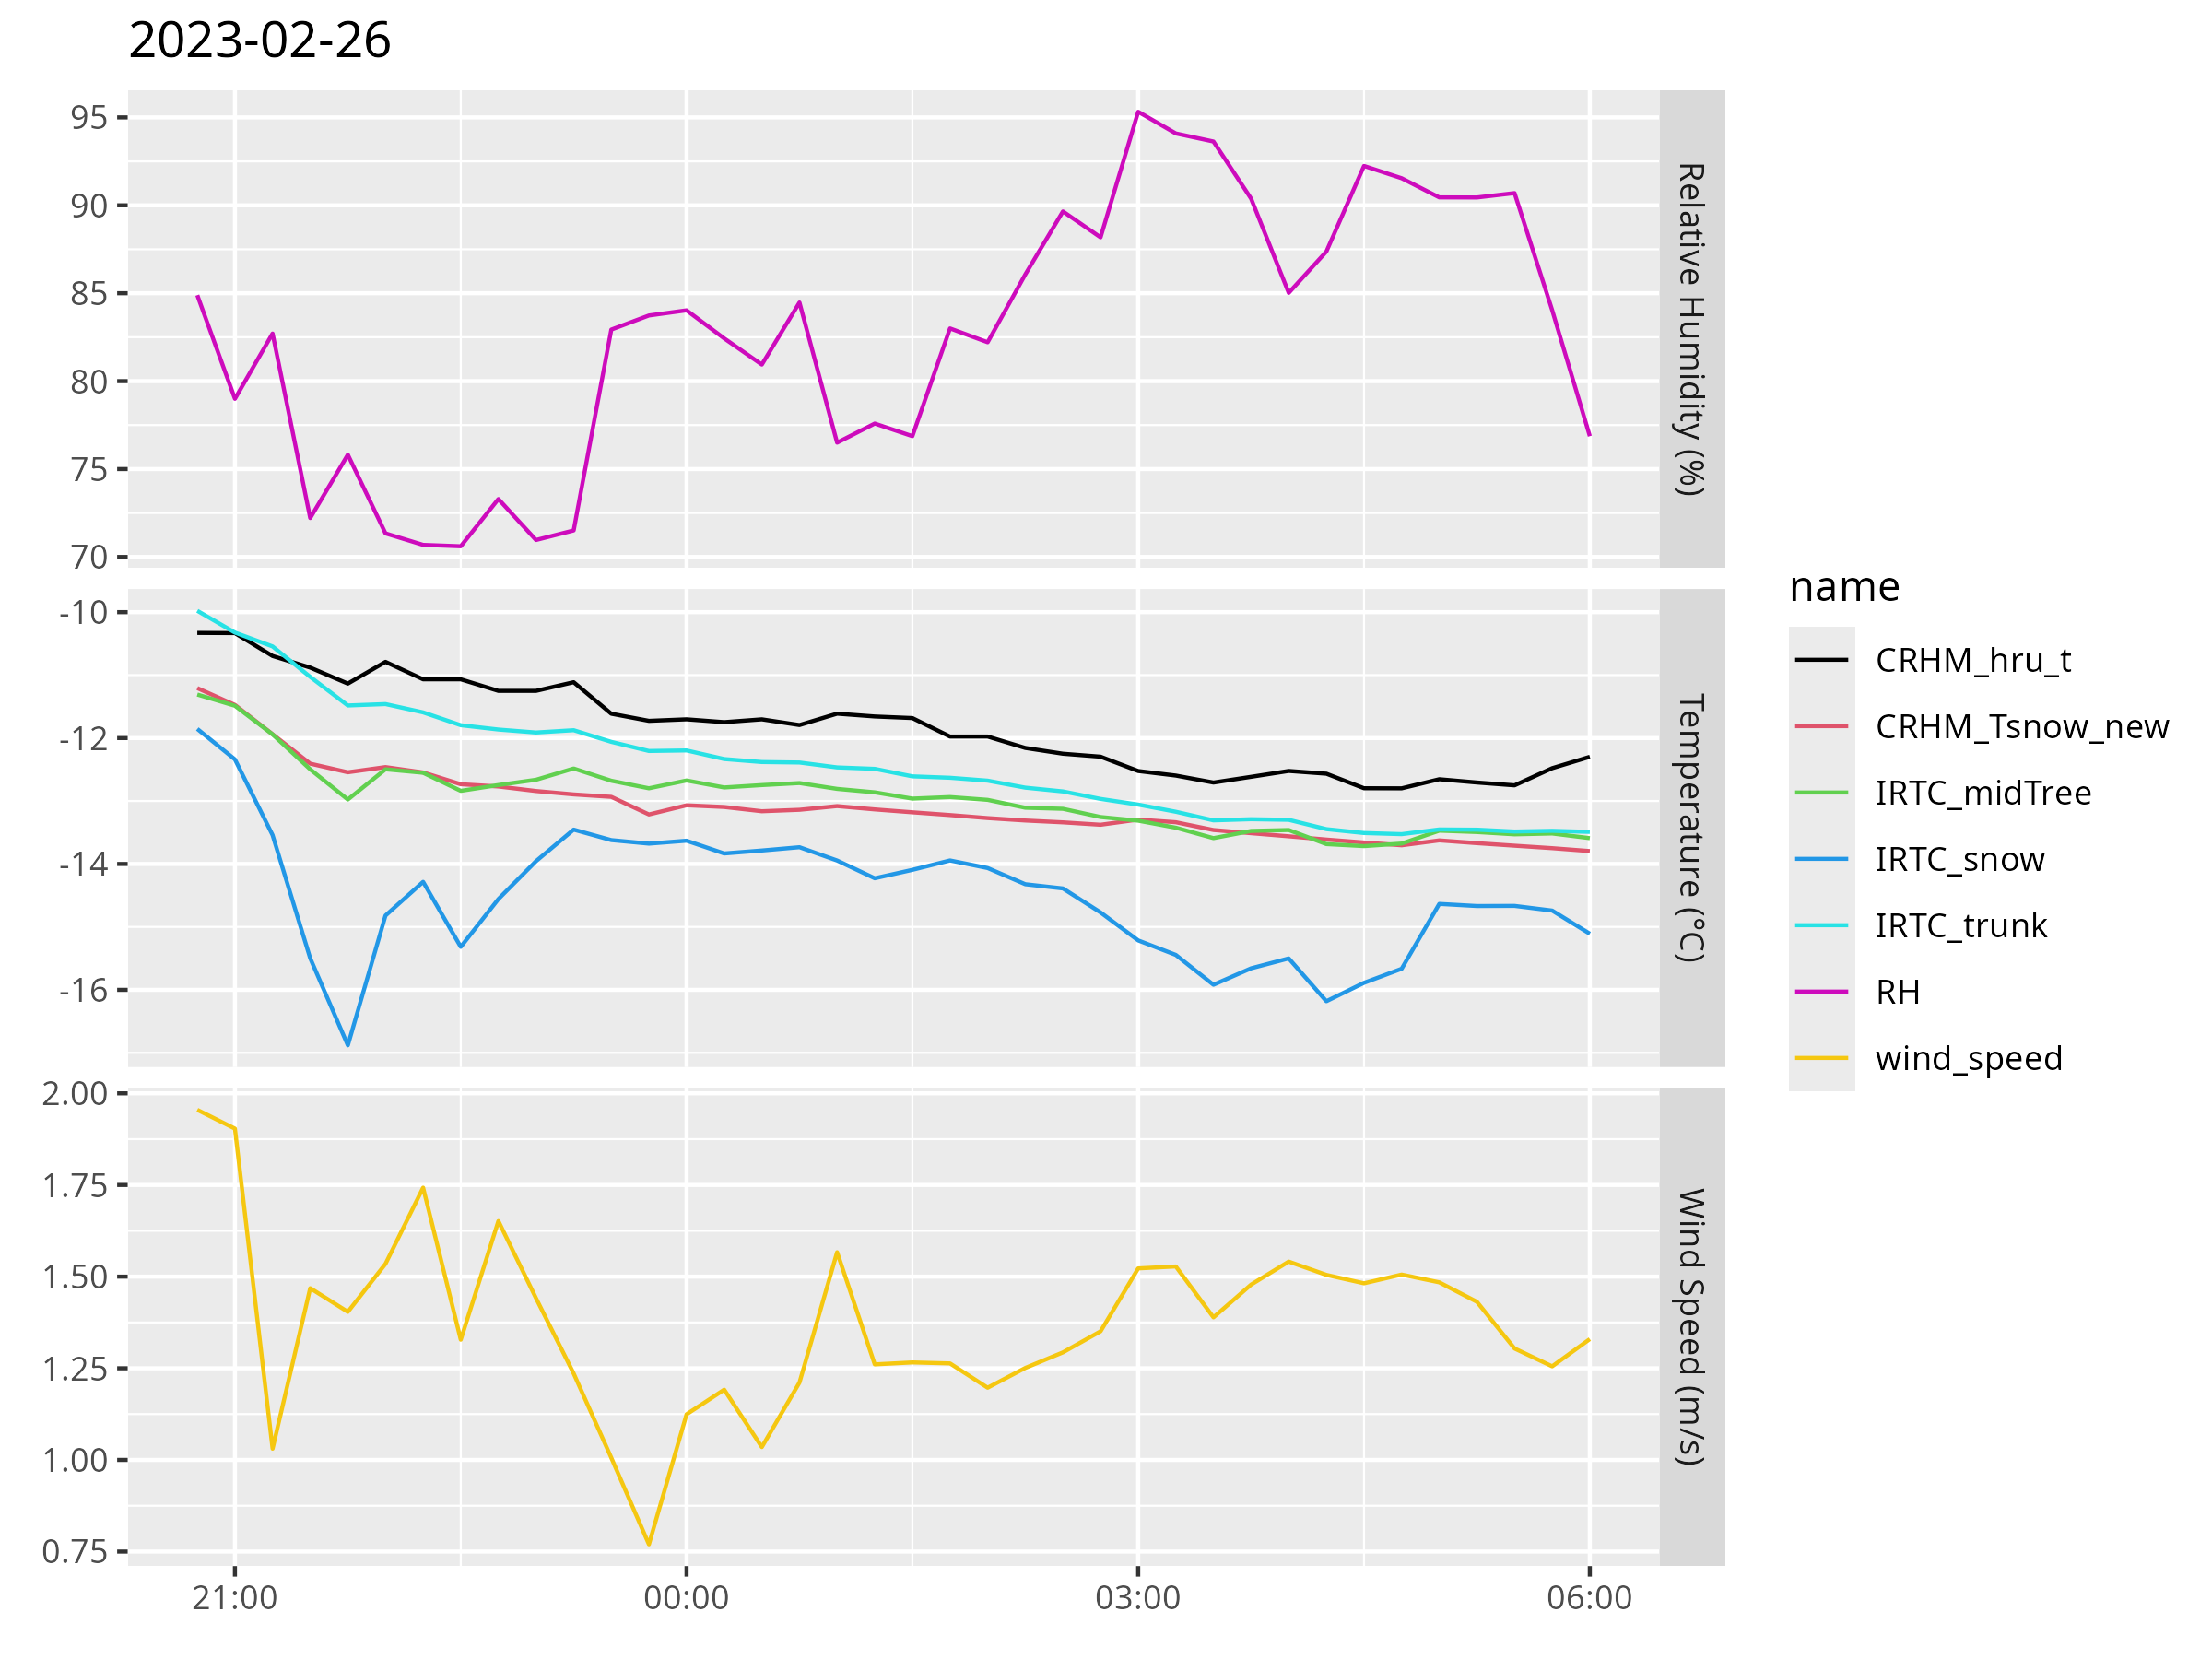 2023-02-26
95
90
85
80
75
70
Relative Humidity (%)
-10
-12
-14
-16
Temperature (°C)
2.00
1.75
1.50
1.25
1.00
0.75
Wind Speed (m/s)
21:00
00:00
03:00
06:00
name
CRHM_hru_t
CRHM_Tsnow_new
IRTC_midTree
IRTC_snow
IRTC_trunk
RH
wind_speed